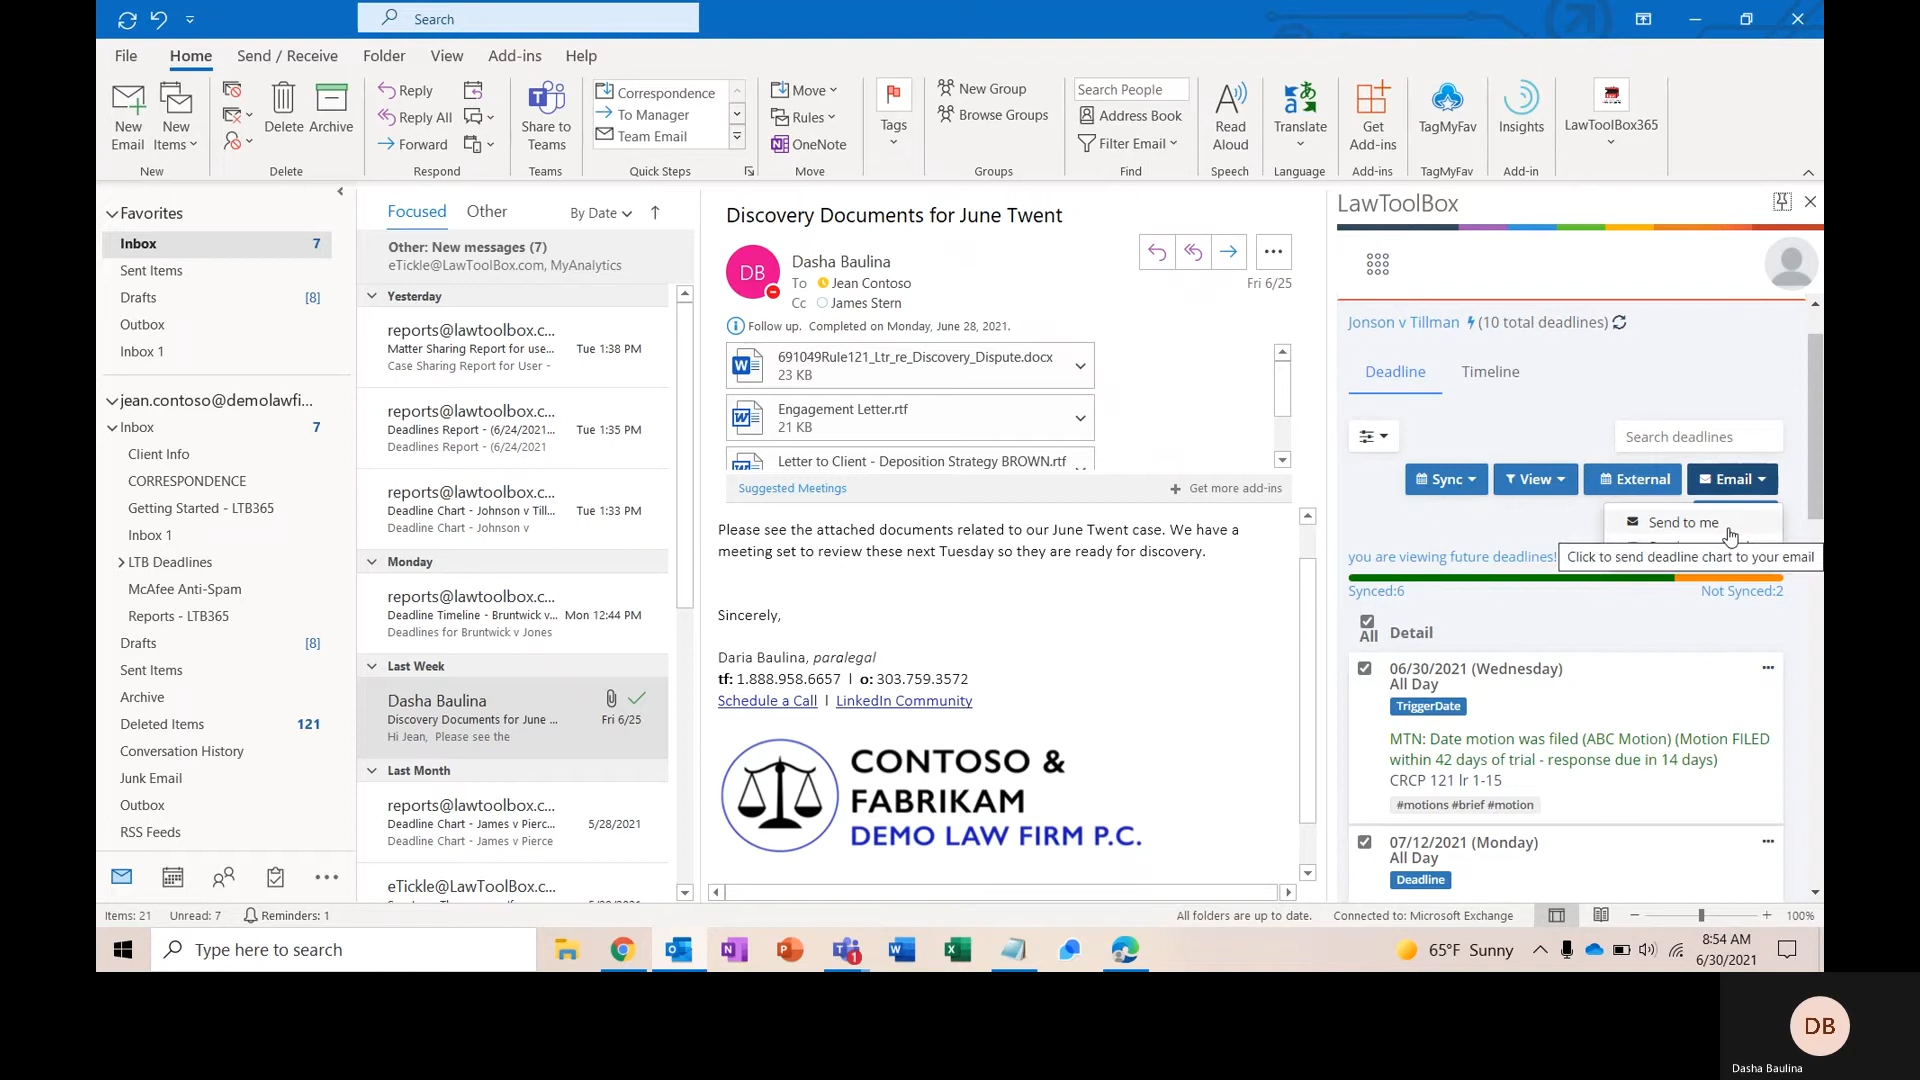 Search
File Home Send / Receive Folder View Add-ins Help
New Email
New Items
Delete
Archive
Reply
Reply All
Forward
Share to Teams
Correspondence
To Manager
Team Email
Move
Rules
OneNote
Tags
New Group
Browse Groups
Search People
Address Book
Filter Email
Read Aloud
Translate
Get Add-ins
TagMyFav
Insights
LawToolBox365
New Delete Respond Teams Quick Steps Move Groups Find Speech Language Add-ins TagMyFav Add-in
Favorites
Inbox 7
Sent Items
Drafts [8]
Outbox
Inbox 1
jean.contoso@demolawfi...
Inbox 7
Client Info
CORRESPONDENCE
Getting Started - LTB365
Inbox 1
LTB Deadlines
McAfee Anti-Spam
Reports - LTB365
Drafts [8]
Sent Items
Archive
Deleted Items 121
Conversation History
Junk Email
Outbox
RSS Feeds
Focused Other By Date
Other: New messages (7)
eTickle@LawToolBox.com, MyAnalytics
Yesterday
reports@lawtoolbox.c...
Matter Sharing Report for use... Tue 1:38 PM
Case Sharing Report for User -
reports@lawtoolbox.c...
Deadlines Report - (6/24/2021... Tue 1:35 PM
Deadlines Report - (6/24/2021
reports@lawtoolbox.c...
Deadline Chart - Johnson v Till... Tue 1:33 PM
Deadline Chart - Johnson v
Monday
reports@lawtoolbox.c...
Deadline Timeline - Bruntwick v... Mon 12:44 PM
Deadlines for Bruntwick v Jones
Last Week
Dasha Baulina
Discovery Documents for June ... Fri 6/25
Hi Jean, Please see the
Last Month
reports@lawtoolbox.c...
Deadline Chart - James v Pierc... 5/28/2021
Deadline Chart - James v Pierce
eTickle@LawToolBox.c...
Discovery Documents for June Twent
DB
Dasha Baulina
To Jean Contoso
Cc James Stern
Fri 6/25
Follow up. Completed on Monday, June 28, 2021.
691049Rule121_Ltr_re_Discovery_Dispute.docx
23 KB
Engagement Letter.rtf
21 KB
Letter to Client - Deposition Strategy BROWN.rtf
Suggested Meetings + Get more add-ins
Please see the attached documents related to our June Twent case. We have a
meeting set to review these next Tuesday so they are ready for discovery.
Sincerely,
Daria Baulina, paralegal
tf: 1.888.958.6657 l o: 303.759.3572
Schedule a Call l LinkedIn Community
CONTOSO &
FABRIKAM
DEMO LAW FIRM P.C.
LawToolBox
Jonson v Tillman (10 total deadlines)
Deadline Timeline
Search deadlines
Sync View External Email
Send to me
Click to send deadline chart to your email
you are viewing future deadlines!
Synced:6 Not Synced:2
All Detail
06/30/2021 (Wednesday)
All Day
TriggerDate
MTN: Date motion was filed (ABC Motion) (Motion FILED
within 42 days of trial - response due in 14 days)
CRCP 121 lr 1-15
#motions #brief #motion
07/12/2021 (Monday)
All Day
Deadline
Items: 21 Unread: 7 Reminders: 1 All folders are up to date. Connected to: Microsoft Exchange 100%
Type here to search
65°F Sunny
8:54 AM
6/30/2021
DB
Dasha Baulina